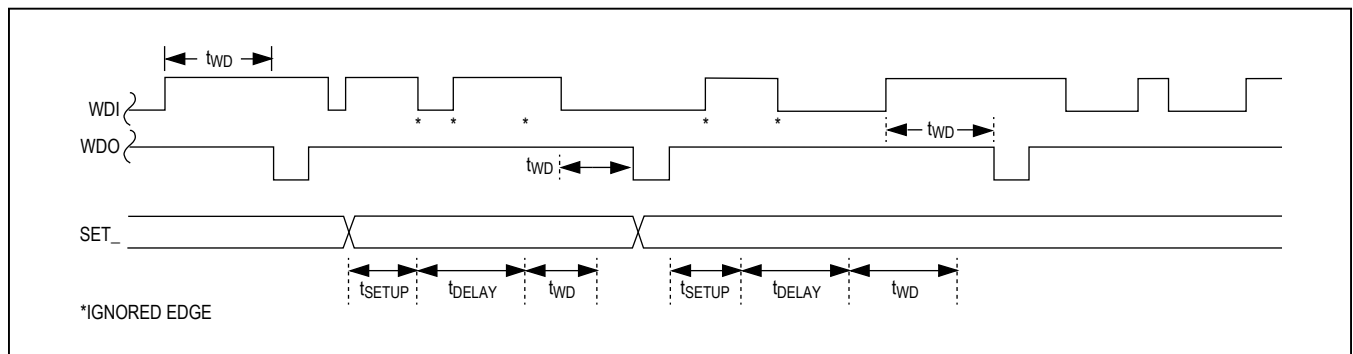 tWD
WDI
* * * * *
WDO
tWD
tWD
SET_
tSETUP tDELAY tWD tSETUP tDELAY tWD
*IGNORED EDGE